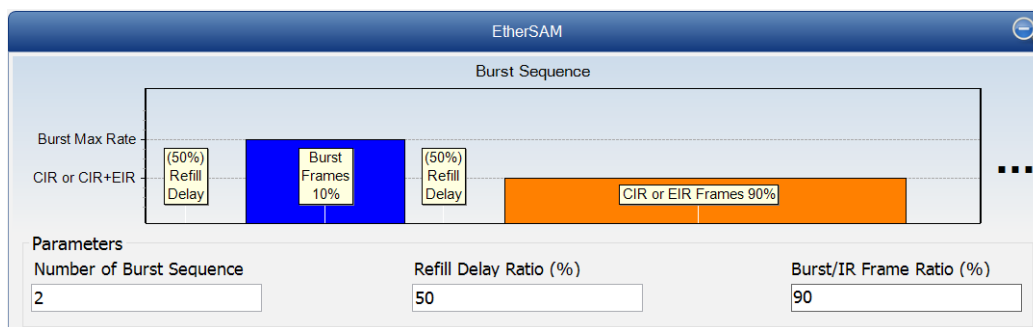 EtherSAM
Burst Sequence
Burst Max Rate
CIR or CIR+EIR
(50%)
Refill
Delay
Burst
Frames
10%
(50%)
Refill
Delay
CIR or EIR Frames 90%
...
Parameters
Number of Burst Sequence
2
Refill Delay Ratio (%)
50
Burst/IR Frame Ratio (%)
90